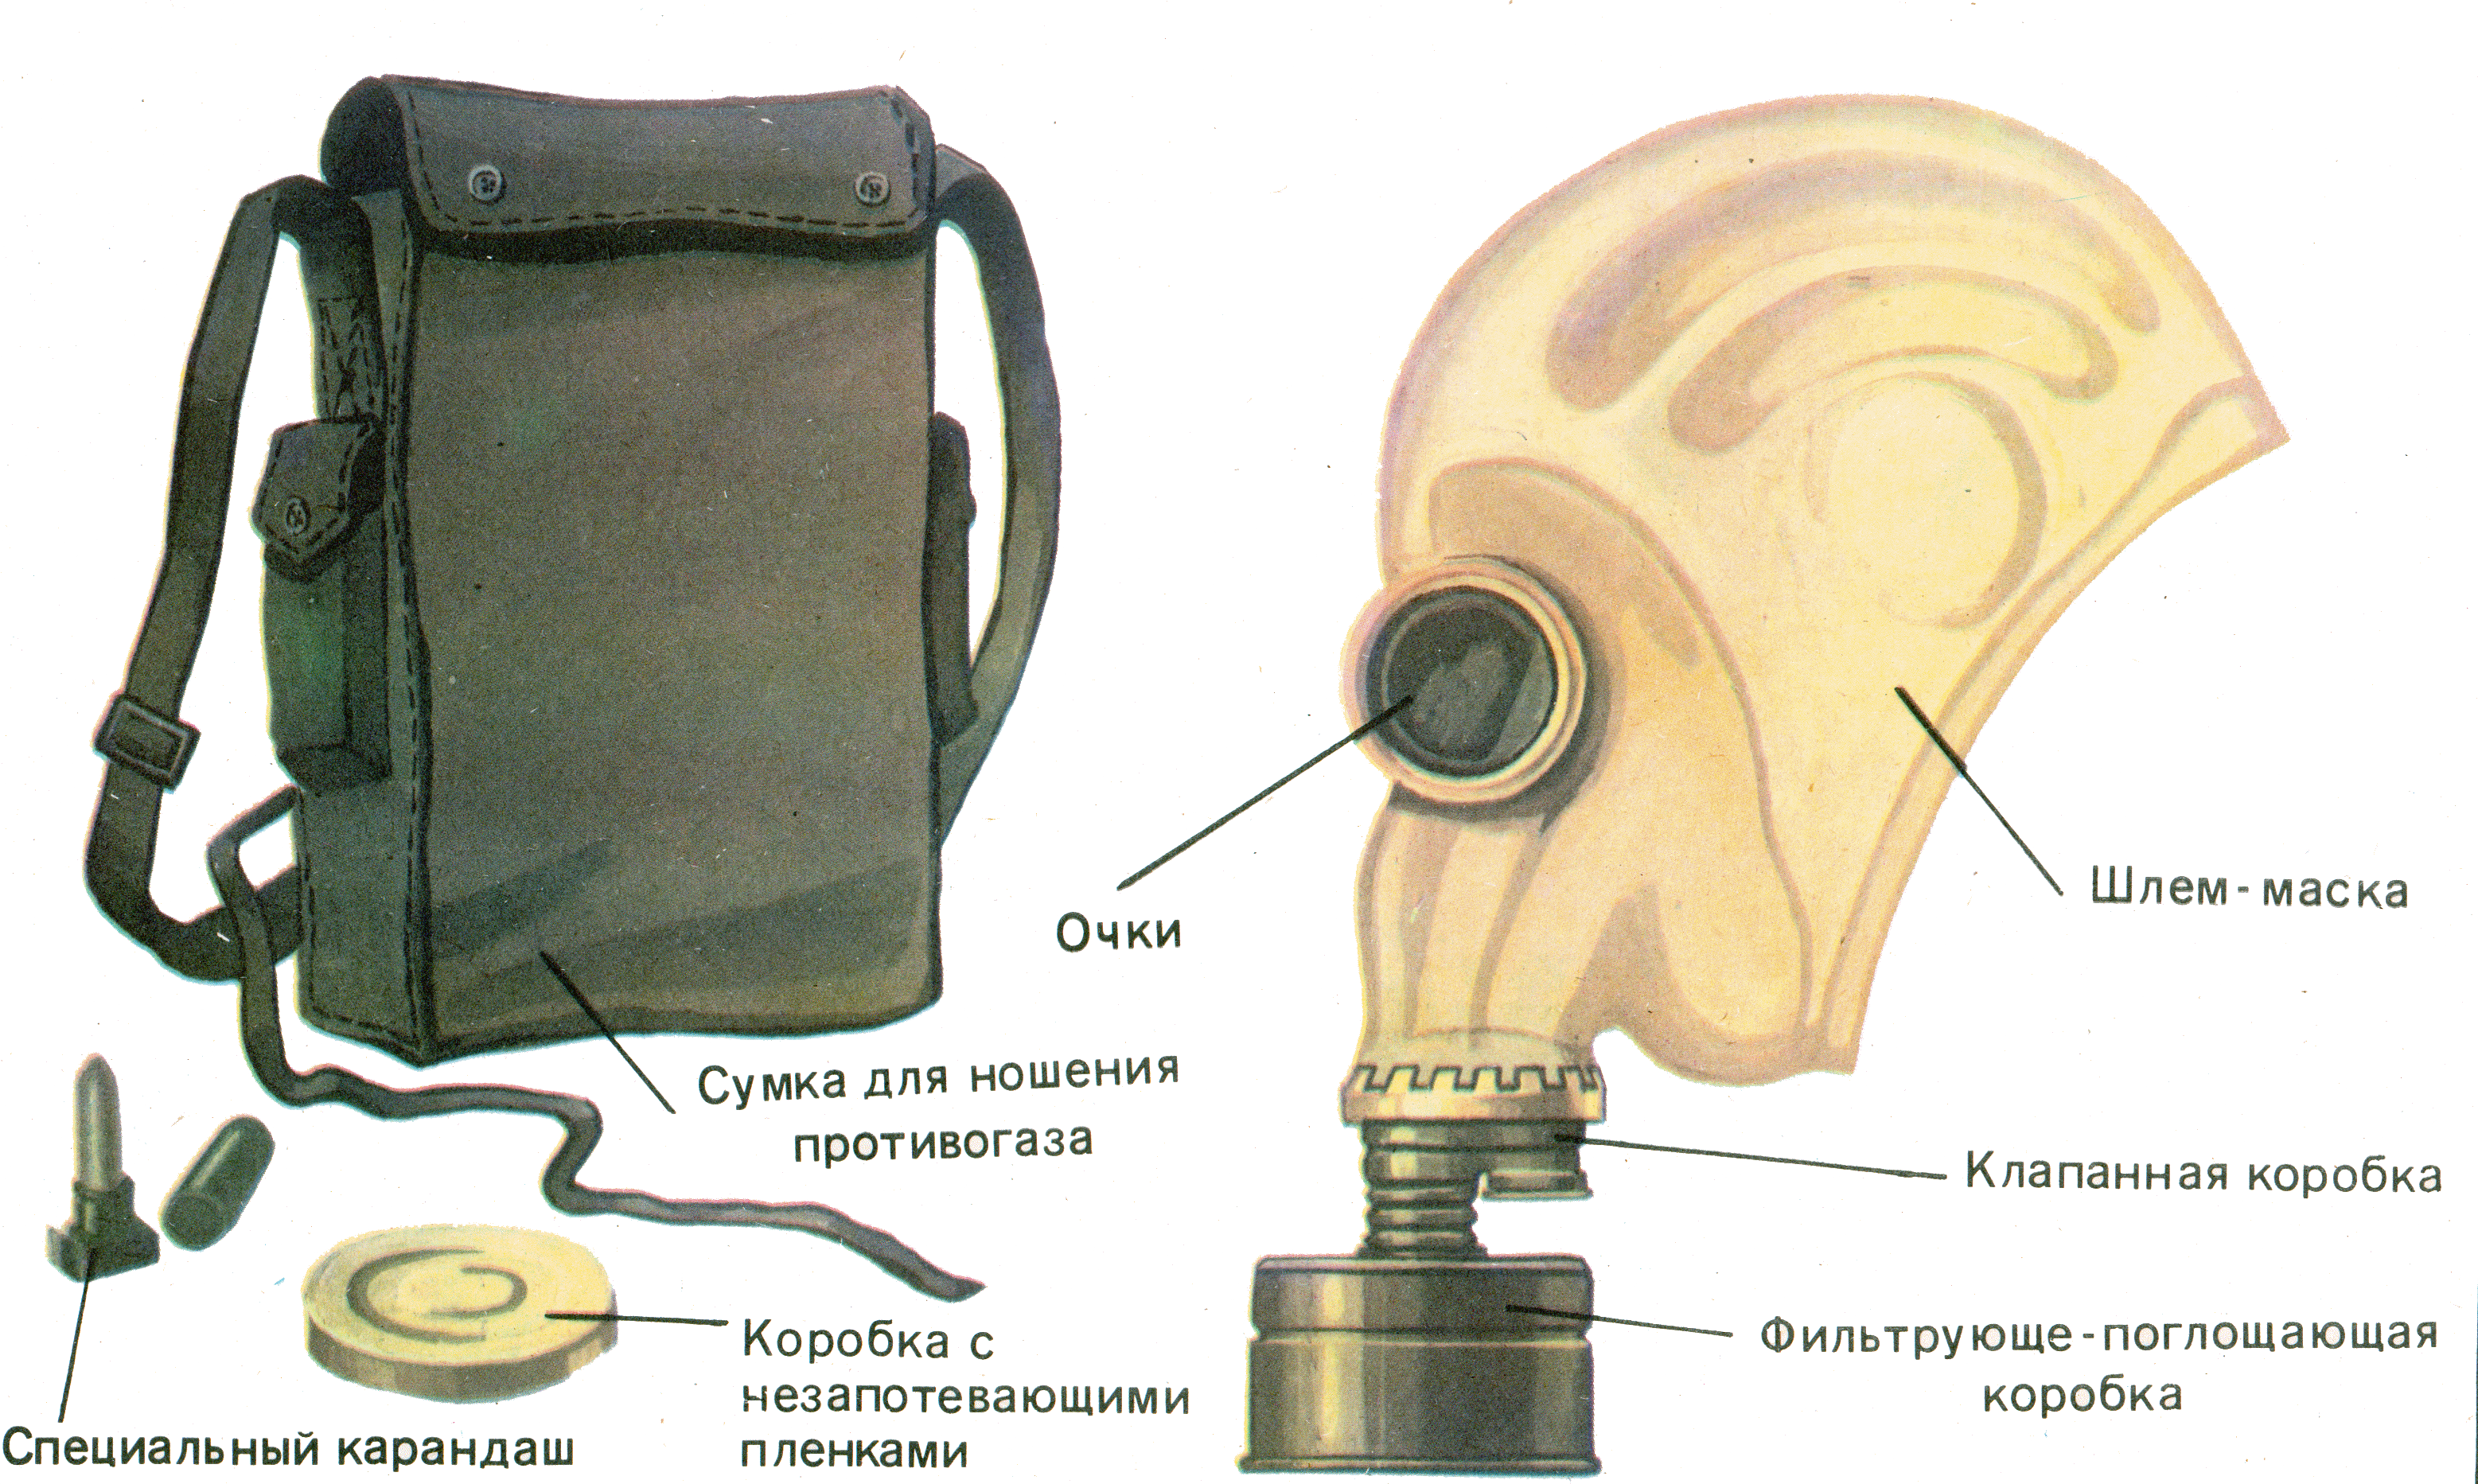 Очки
Шлем-маска
Сумка для ношения
противогаза
Клапанная коробка
Фильтрующе-поглощающая
коробка
Коробка с
незапотевающими
пленками
Специальный карандаш